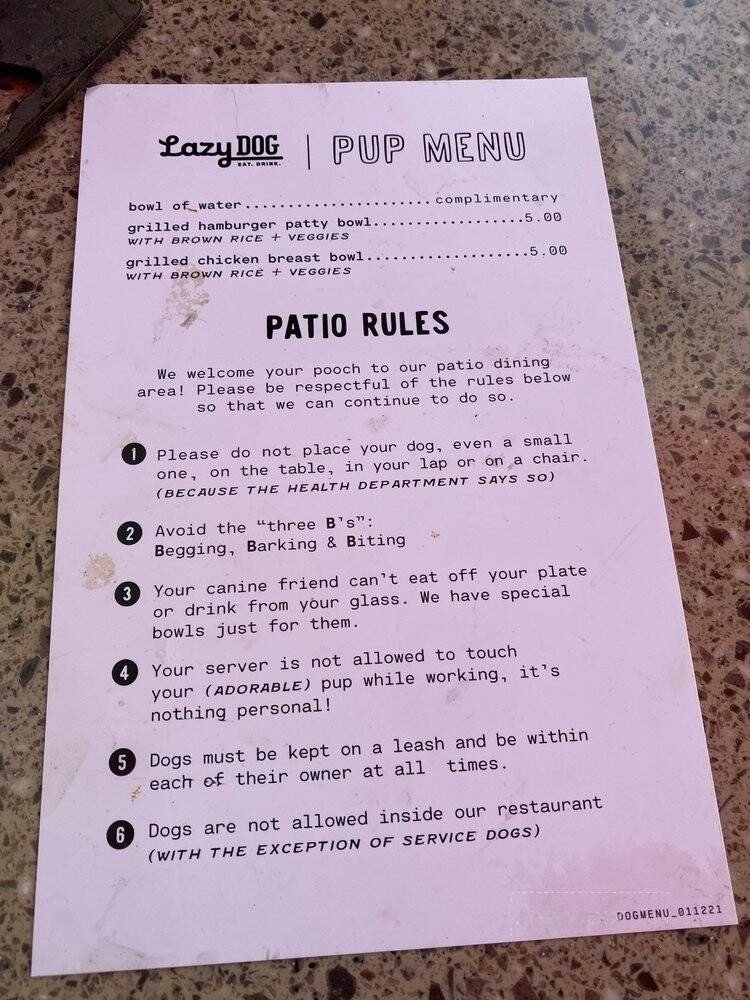 Lazy DOG | PUP MENU
EAT. DRINK.
bowl of water......................complimentary
grilled hamburger patty bowl..................5.00
WITH BROWN RICE + VEGGIES
grilled chicken breast bowl...................5.00
WITH BROWN RICE + VEGGIES
PATIO RULES
We welcome your pooch to our patio dining
area! Please be respectful of the rules below
so that we can continue to do so.
1 Please do not place your dog, even a small
one, on the table, in your lap or on a chair.
(BECAUSE THE HEALTH DEPARTMENT SAYS SO)
2 Avoid the “three B's”:
Begging, Barking & Biting
3 Your canine friend can't eat off your plate
or drink from your glass. We have special
bowls just for them.
4 Your server is not allowed to touch
your (ADORABLE) pup while working, it's
nothing personal!
5 Dogs must be kept on a leash and be within
each of their owner at all times.
6 Dogs are not allowed inside our restaurant
(WITH THE EXCEPTION OF SERVICE DOGS)
DOGMENU_011221